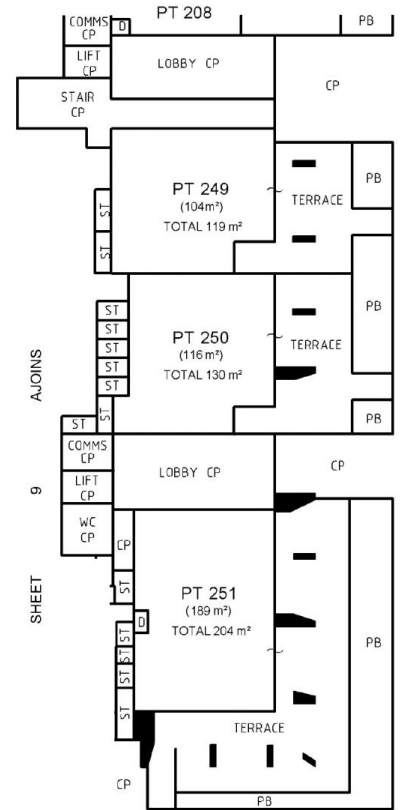 PT 208
COMMS
CP
D
PB
LIFT
CP
LOBBY CP
CP
STAIR
CP
PT 249
(104m²)
TOTAL 119 m²
TERRACE
PB
ST
ST
PT 250
(116 m²)
TOTAL 130 m²
TERRACE
PB
ST
ST
ST
ST
ST
ST
ST
PB
COMMS
CP
LOBBY CP
CP
LIFT
CP
WC
CP
CP
PT 251
(189 m²)
TOTAL 204 m²
D
ST
ST
ST
ST
ST
PB
TERRACE
CP
PB
SHEET 9 AJOINS